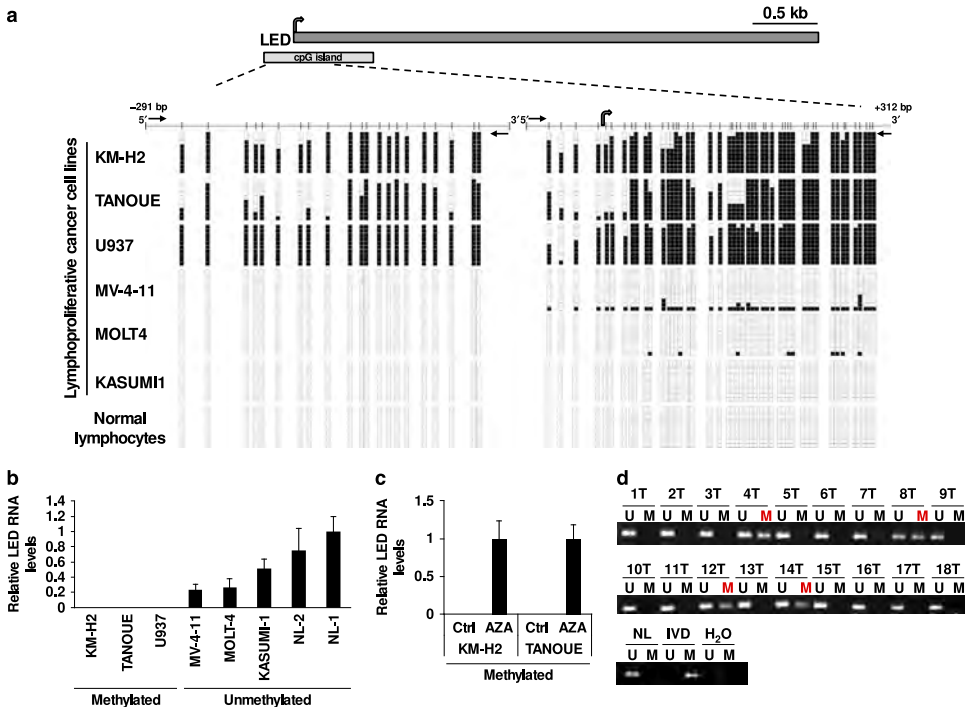 a
0.5 kb
LED
cpG island
−291 bp
+312 bp
5′
3′5′
3′
Lymphoproliferative cancer cell lines
KM-H2
TANOUE
U937
MV-4-11
MOLT4
KASUMI1
Normal
lymphocytes
b
Relative LED RNA
levels
1.4
1.2
1
0.8
0.6
0.4
0.2
0
KM-H2
TANOUE
U937
MV-4-11
MOLT-4
KASUMI-1
NL-2
NL-1
Methylated
Unmethylated
c
Relative LED RNA
levels
1.5
1
0.5
0
Ctrl AZA Ctrl AZA
KM-H2 TANOUE
Methylated
d
1T 2T 3T 4T 5T 6T 7T 8T 9T
U M U M U M U M U M U M U M U M U M
10T 11T 12T 13T 14T 15T 16T 17T 18T
U M U M U M U M U M U M U M U M U M
NL IVD H2O
U M U M U M